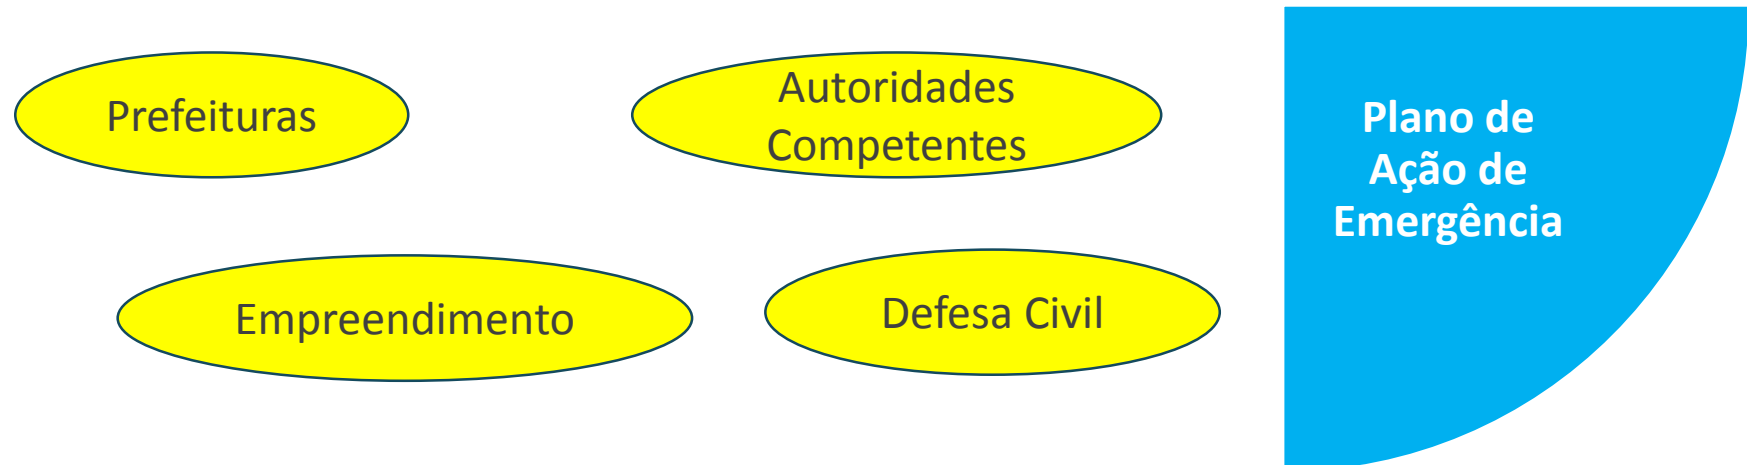 Prefeituras
Autoridades
Competentes
Plano de
Ação de
Emergência
Empreendimento
Defesa Civil